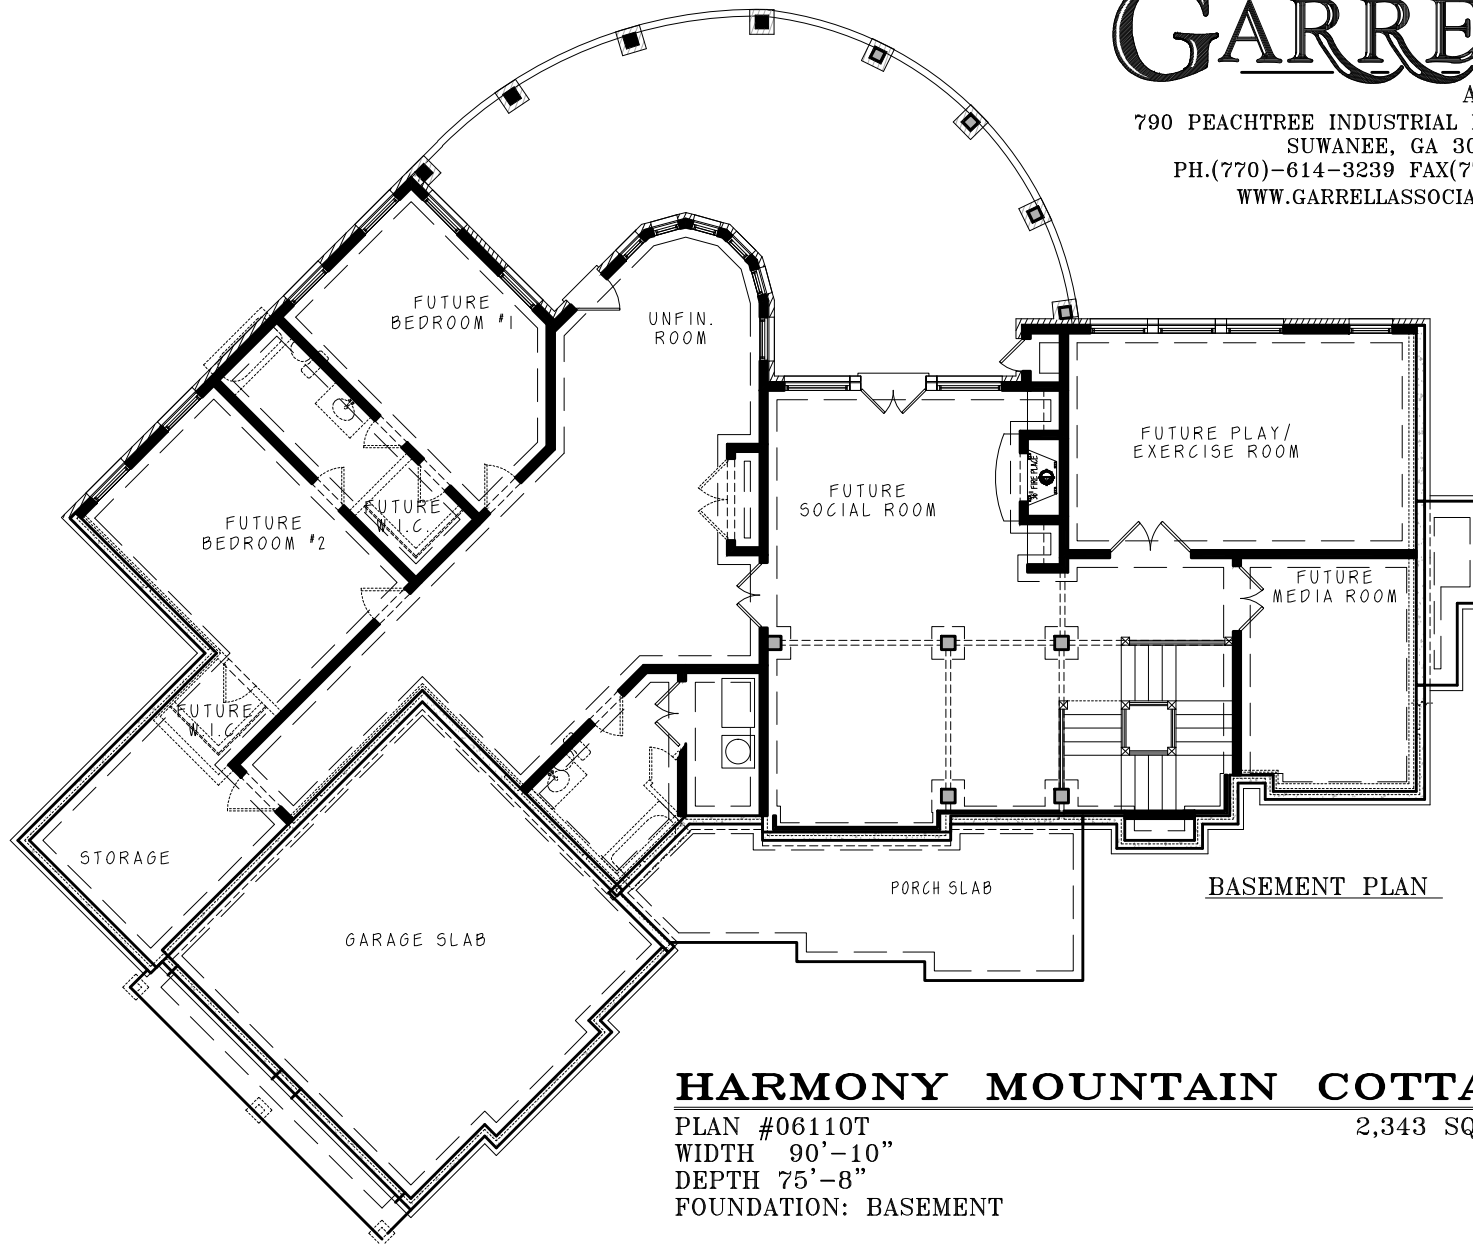 GARRE
790 PEACHTREE INDUSTRIAL
SUWANEE, GA 30
PH.(770)-614-3239 FAX(7
WWW.GARRELLASSOCIA
FUTURE
BEDROOM #1
UNFIN.
ROOM
FUTURE PLAY/
EXERCISE ROOM
FUTURE
SOCIAL ROOM
36" FIRE PLACE
FUTURE
W.I.C
FUTURE
BEDROOM #2
FUTURE
MEDIA ROOM
FUTURE
W.I.C
STORAGE
PORCH SLAB
BASEMENT PLAN
GARAGE SLAB
HARMONY MOUNTAIN COTTA
PLAN #06110T
2,343 SQ
WIDTH 90'-10"
DEPTH 75'-8"
FOUNDATION: BASEMENT